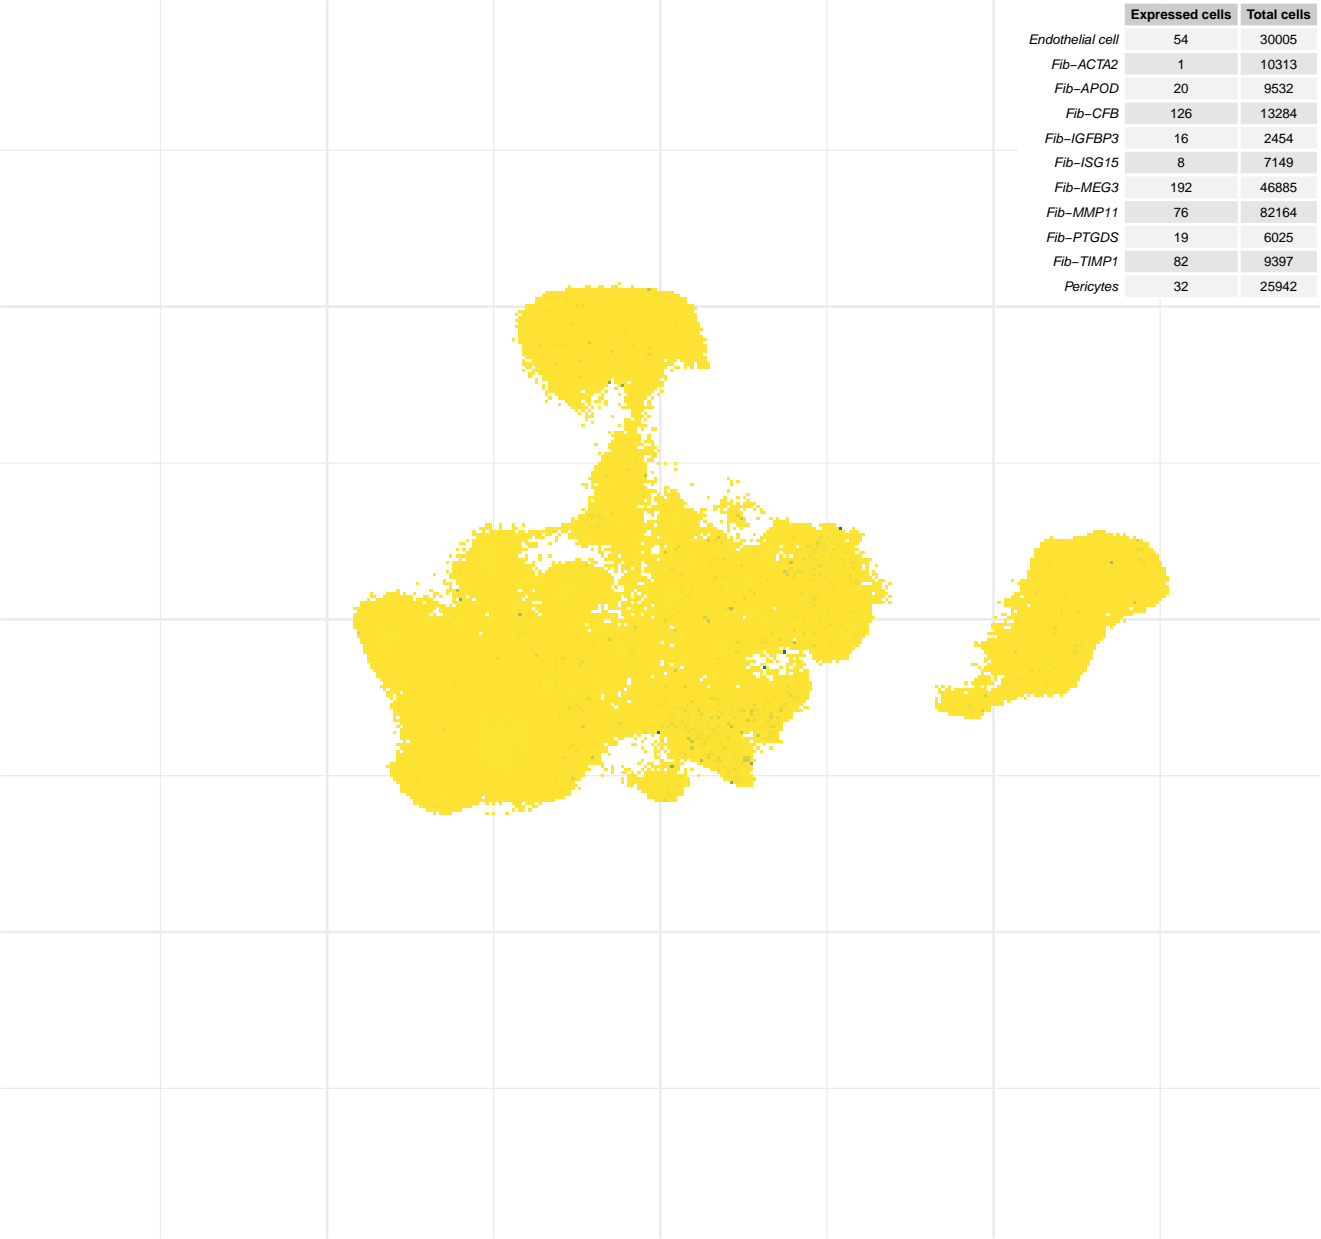 Expressed cells Total cells
Endothelial cell 54 30005
Fib−ACTA2 1 10313
Fib−APOD 20 9532
Fib−CFB 126 13284
Fib−IGFBP3 16 2454
Fib−ISG15 8 7149
Fib−MEG3 192 46885
Fib−MMP11 76 82164
Fib−PTGDS 19 6025
Fib−TIMP1 82 9397
Pericytes 32 25942